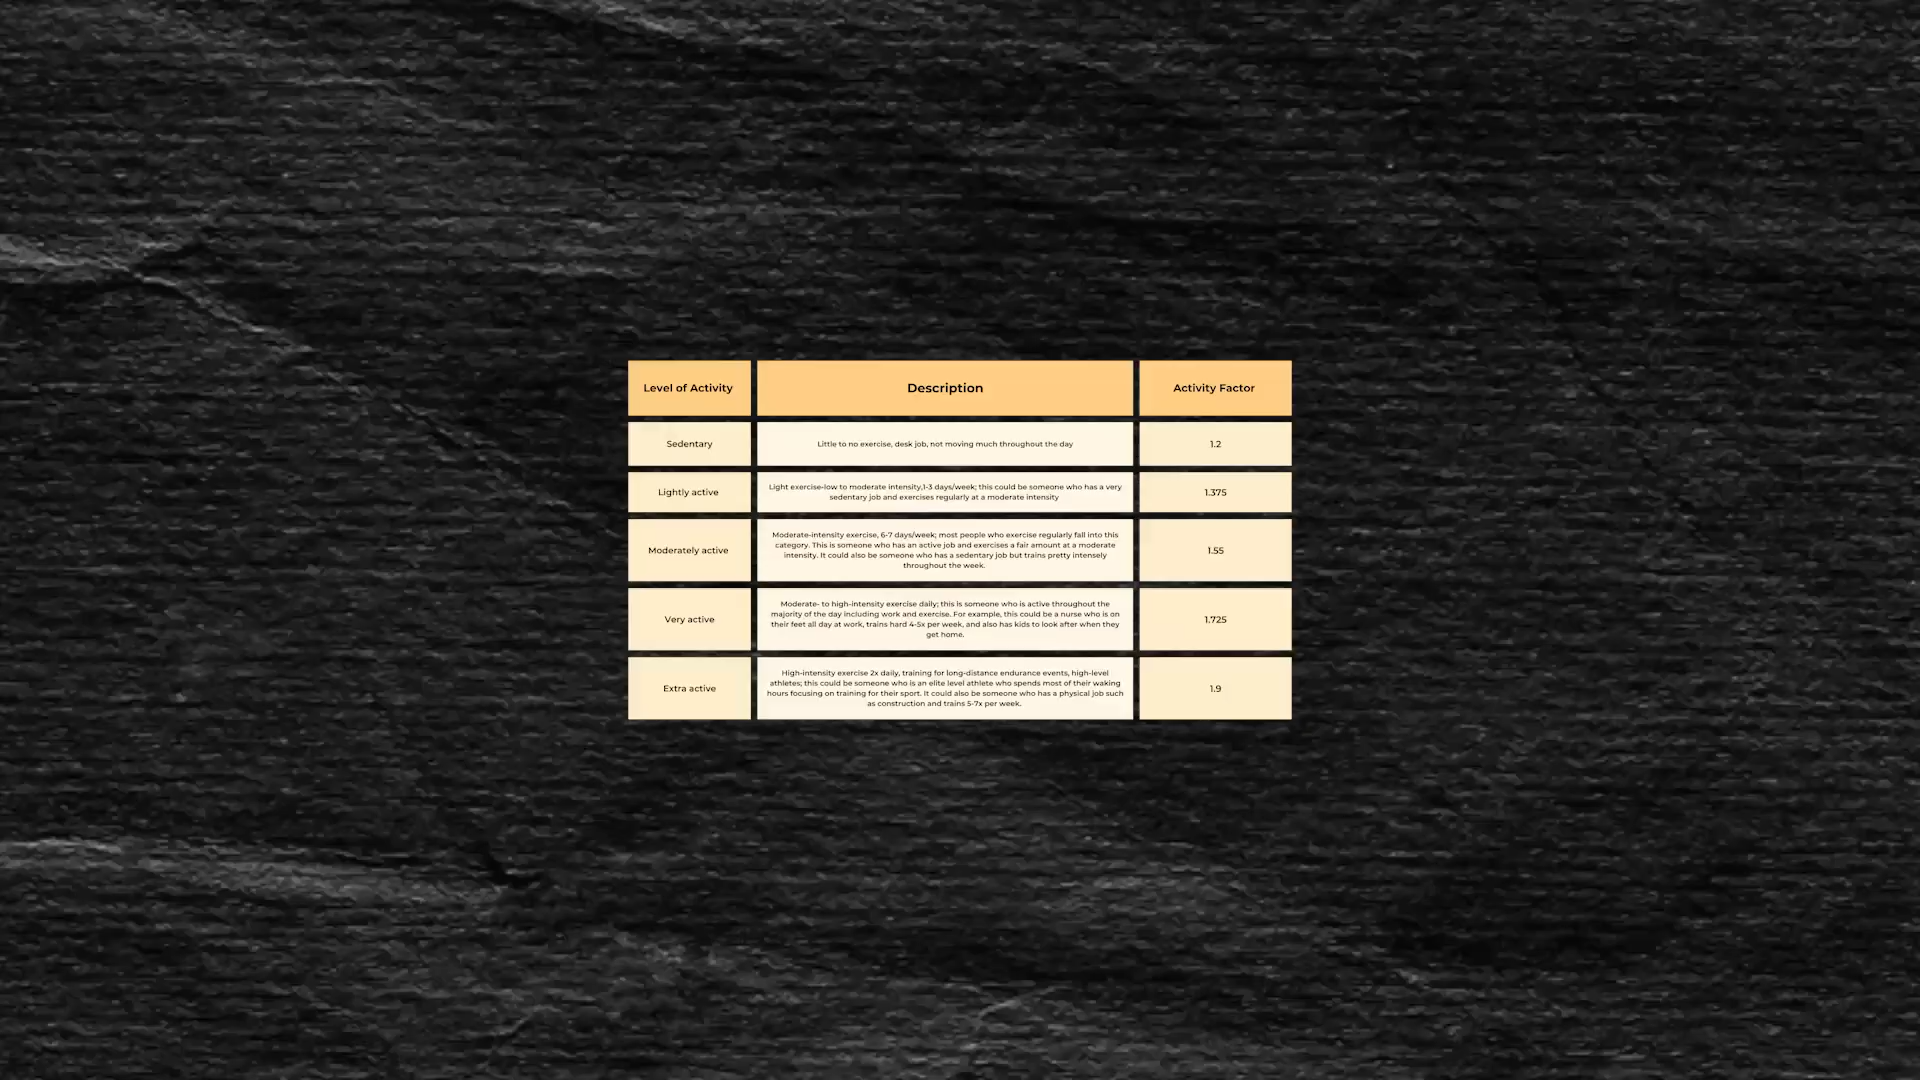 Level of Activity
Description
Activity Factor
Sedentary
Little to no exercise, desk job, not moving much throughout the day
1.2
Lightly active
Light exercise-low to moderate intensity,1-3 days/week; this could be someone who has a very
sedentary job and exercises regularly at a moderate intensity
1.375
Moderately active
Moderate-intensity exercise, 6-7 days/week; most people who exercise regularly fall into this
category. This is someone who has an active job and exercises a fair amount at a moderate
intensity. It could also be someone who has a sedentary job but trains pretty intensely
throughout the week.
1.55
Very active
Moderate- to high-intensity exercise daily; this is someone who is active throughout the
majority of the day including work and exercise. For example, this could be a nurse who is on
their feet all day at work, trains hard 4-5x per week, and also has kids to look after when they
get home.
1.725
Extra active
High-intensity exercise 2x daily, training for long-distance endurance events, high-level
athletes; this could be someone who is an elite level athlete who spends most of their waking
hours focusing on training for their sport. It could also be someone who has a physical job such
as construction and trains 5-7x per week.
1.9